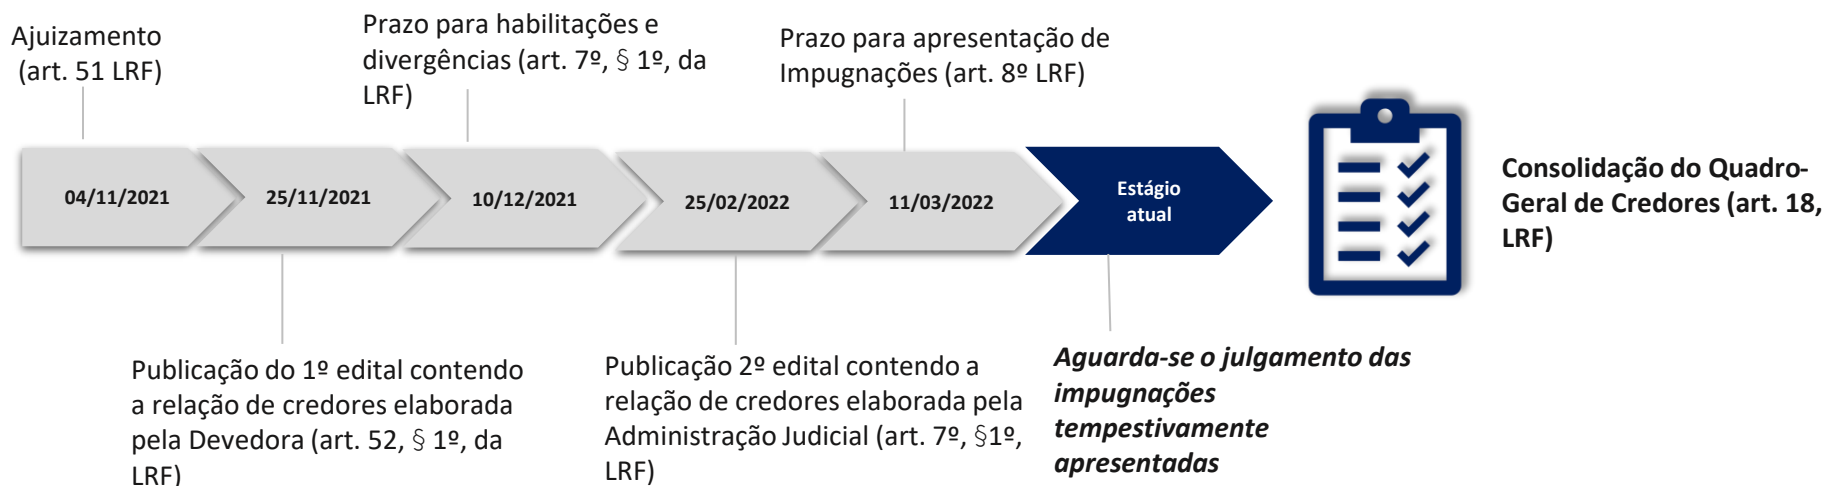 Ajuizamento
(art. 51 LRF)
Prazo para habilitações e
divergências (art. 7º, § 1º, da
LRF)
Prazo para apresentação de
Impugnações (art. 8º LRF)
04/11/2021
25/11/2021
10/12/2021
25/02/2022
11/03/2022
Estágio
atual
Consolidação do Quadro-
Geral de Credores (art. 18,
LRF)
Publicação do 1º edital contendo
a relação de credores elaborada
pela Devedora (art. 52, § 1º, da
LRF)
Publicação 2º edital contendo a
relação de credores elaborada pela
Administração Judicial (art. 7º, §1º,
LRF)
Aguarda-se o julgamento das
impugnações
tempestivamente
apresentadas